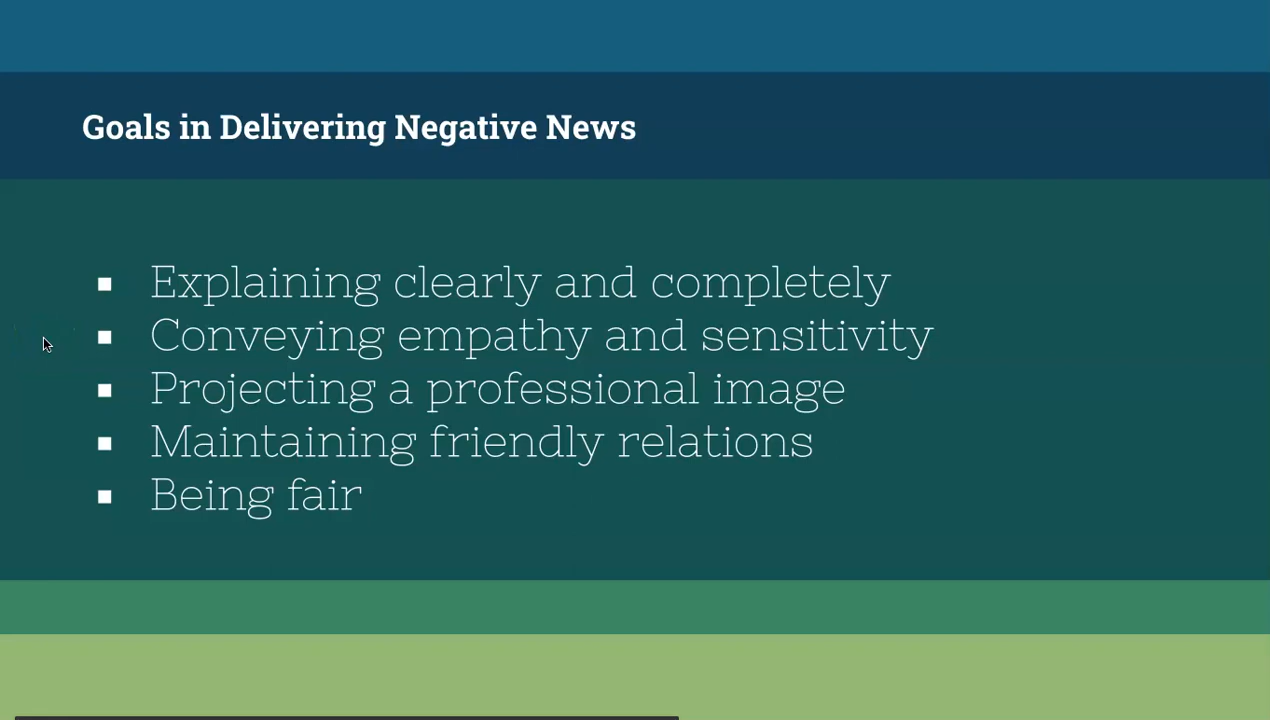 Goals in Delivering Negative News
▪ Explaining clearly and completely
▪ Conveying empathy and sensitivity
▪ Projecting a professional image
▪ Maintaining friendly relations
▪ Being fair